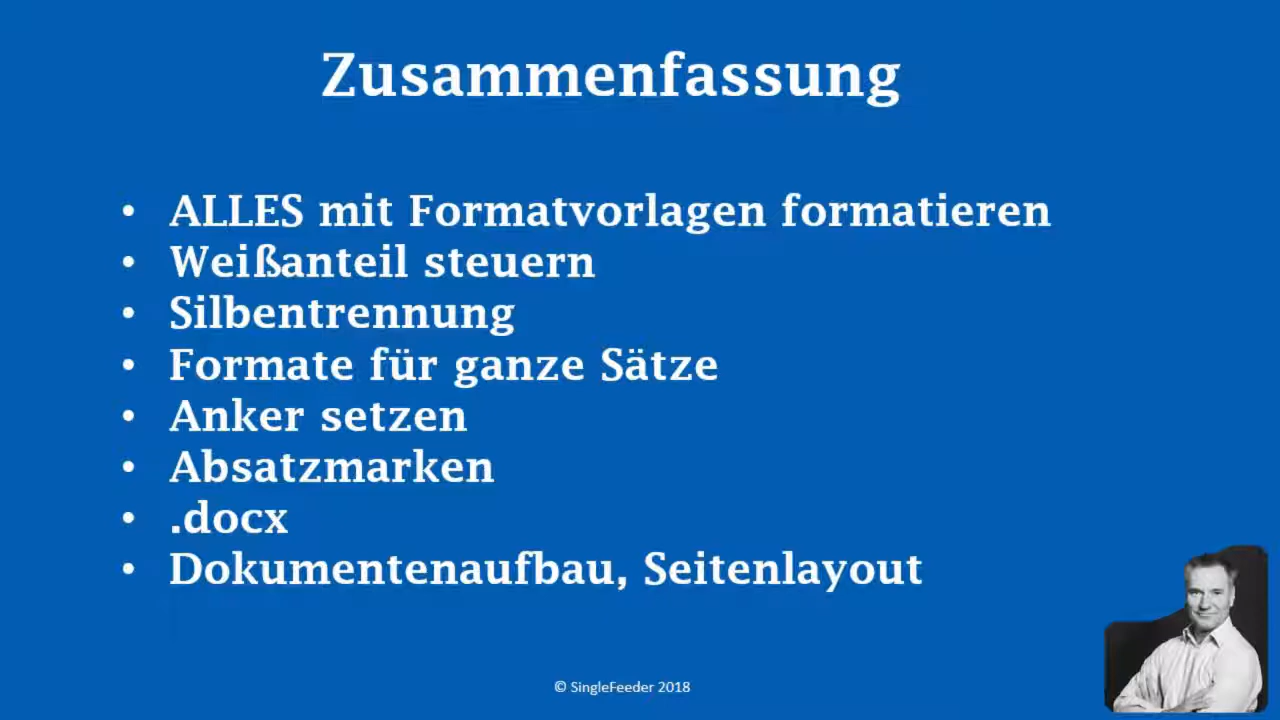 Zusammenfassung
• ALLES mit Formatvorlagen formatieren
• Weißanteil steuern
• Silbentrennung
• Formate für ganze Sätze
• Anker setzen
• Absatzmarken
• .docx
• Dokumentenaufbau, Seitenlayout
© SingleFeeder 2018